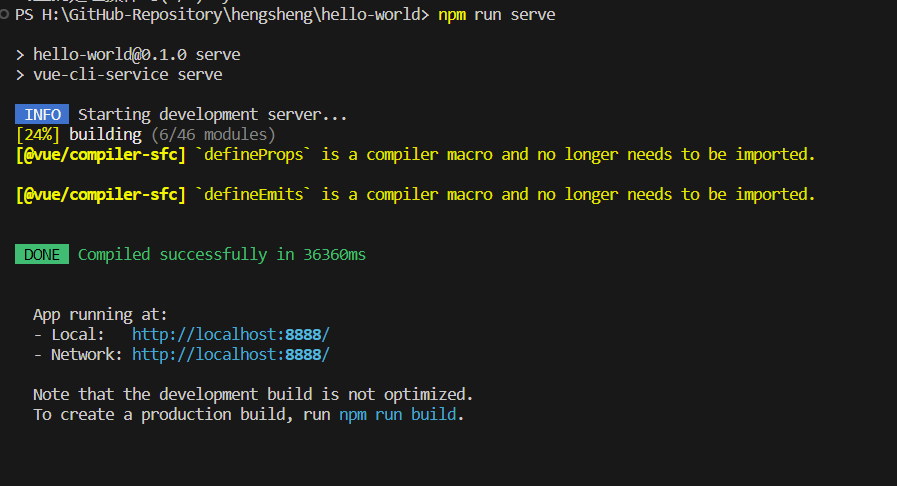 PS H:\GitHub-Repository\hengsheng\hello-world> npm run serve
> hello-world@0.1.0 serve
> vue-cli-service serve
INFO Starting development server...
[24%] building (6/46 modules)
[@vue/compiler-sfc] `defineProps` is a compiler macro and no longer needs to be imported.
[@vue/compiler-sfc] `defineEmits` is a compiler macro and no longer needs to be imported.
DONE Compiled successfully in 36360ms
App running at:
- Local: http://localhost:8888/
- Network: http://localhost:8888/
Note that the development build is not optimized.
To create a production build, run npm run build.